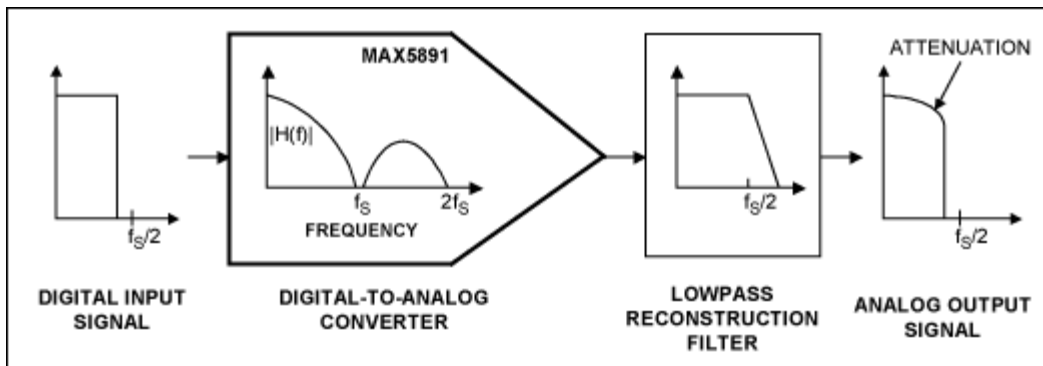 MAX5891
ATTENUATION
|H(f)|
fS/2
fS
2fS
FREQUENCY
fS/2
fS/2
DIGITAL INPUT
SIGNAL
DIGITAL-TO-ANALOG
CONVERTER
LOWPASS
RECONSTRUCTION
FILTER
ANALOG OUTPUT
SIGNAL